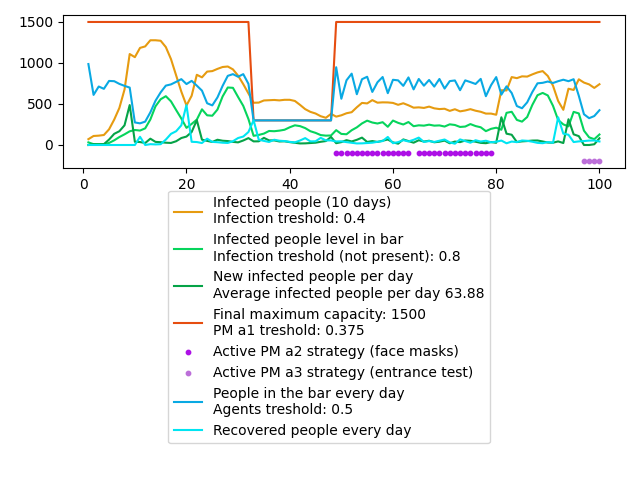 1500
1000
500
0
0 20 40 60 80 100
Infected people (10 days)
Infection treshold: 0.4
Infected people level in bar
Infection treshold (not present): 0.8
New infected people per day
Average infected people per day 63.88
Final maximum capacity: 1500
PM a1 treshold: 0.375
Active PM a2 strategy (face masks)
Active PM a3 strategy (entrance test)
People in the bar every day
Agents treshold: 0.5
Recovered people every day